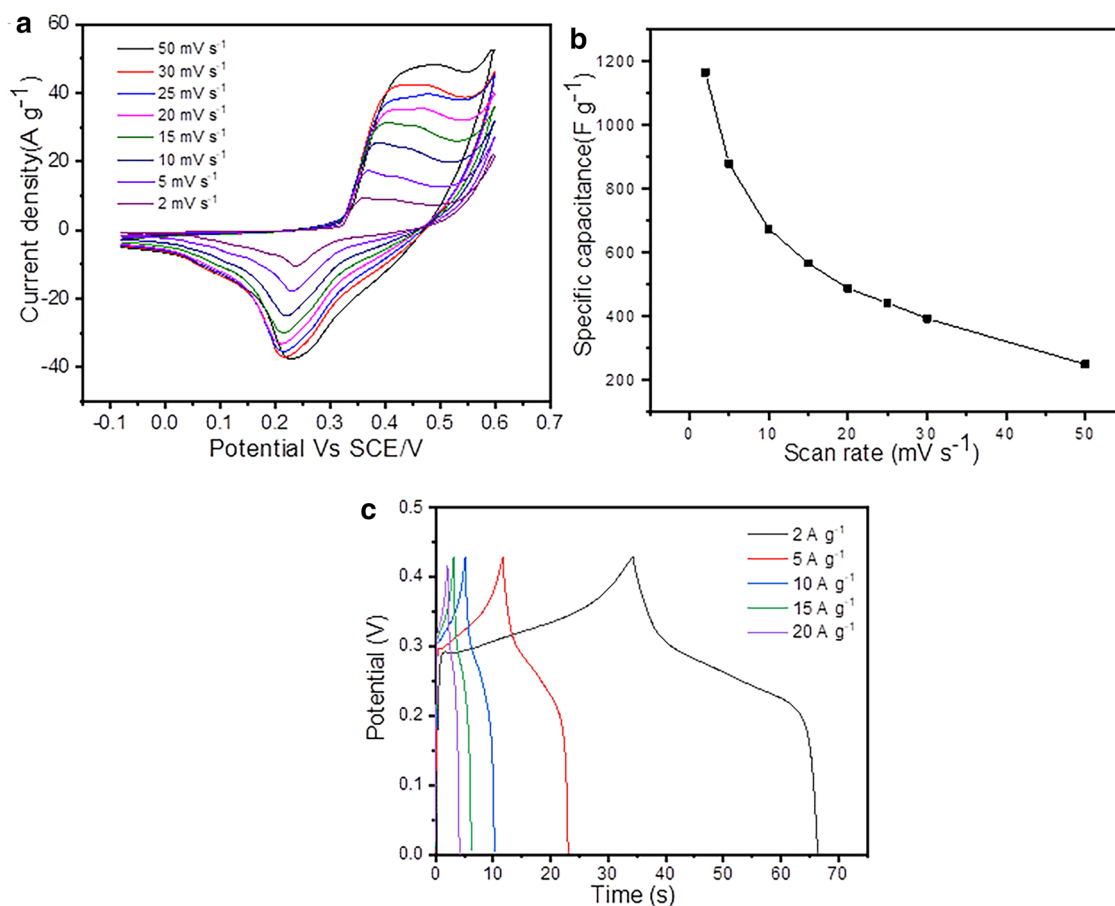 a
60
40
20
0
-20
-40
Current density(A g⁻¹)
50 mV s⁻¹
30 mV s⁻¹
25 mV s⁻¹
20 mV s⁻¹
15 mV s⁻¹
10 mV s⁻¹
5 mV s⁻¹
2 mV s⁻¹
-0.1 0.0 0.1 0.2 0.3 0.4 0.5 0.6 0.7
Potential Vs SCE/V
b
1200
1000
800
600
400
200
Specific capacitance(F g⁻¹)
0 10 20 30 40 50
Scan rate (mV s⁻¹)
c
0.5
0.4
0.3
0.2
0.1
0.0
Potential (V)
2 A g⁻¹
5 A g⁻¹
10 A g⁻¹
15 A g⁻¹
20 A g⁻¹
0 10 20 30 40 50 60 70
Time (s)